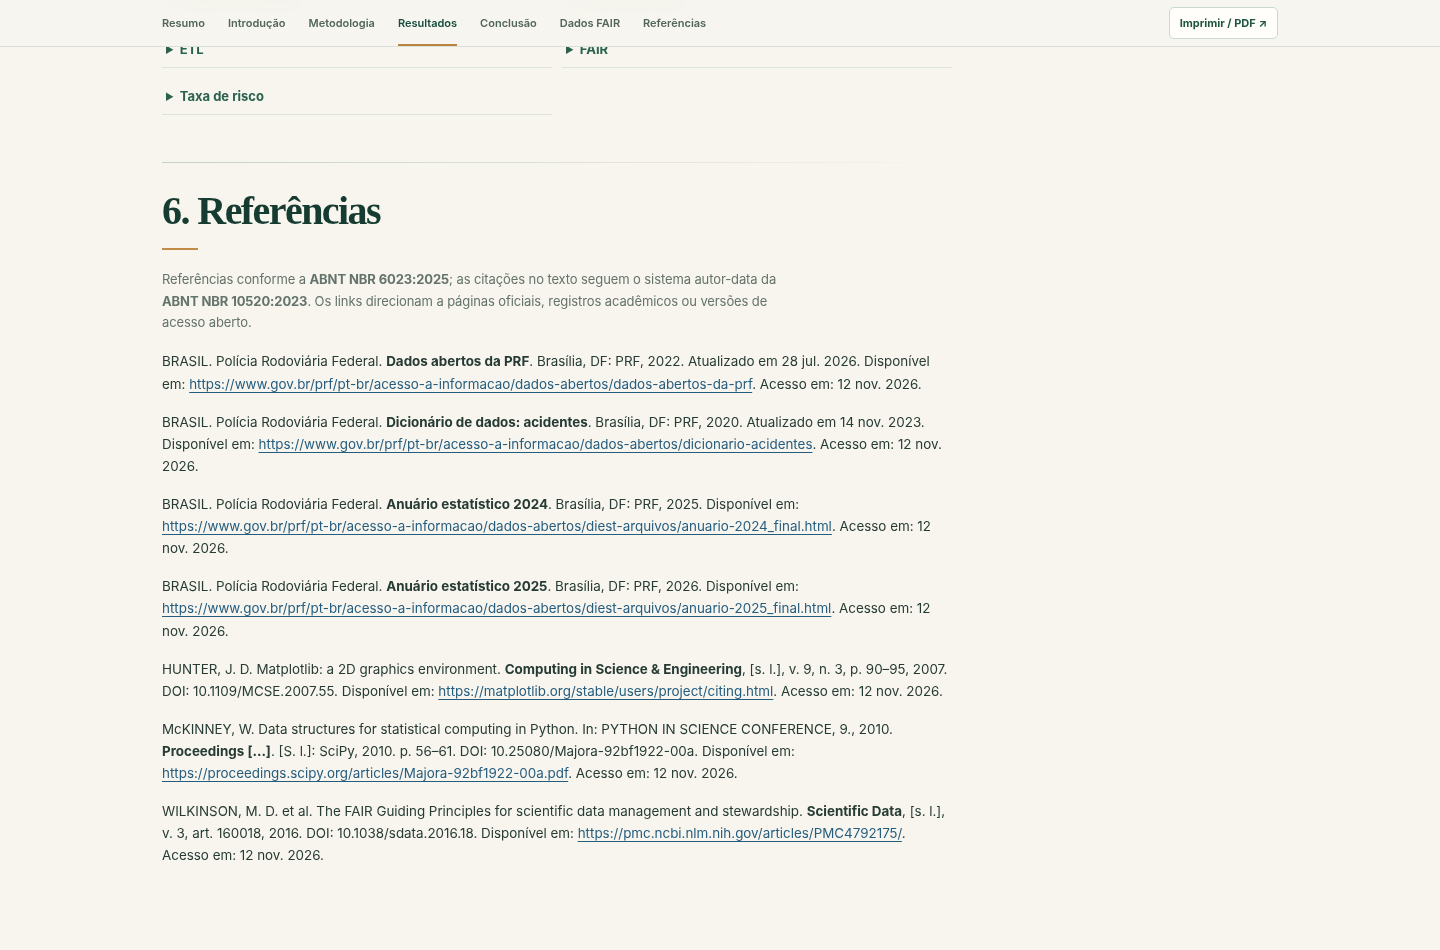 Resumo Introdução Metodologia Resultados Conclusão Dados FAIR Referências Imprimir / PDF ↗
▶ ETL ▶ FAIR
▶ Taxa de risco
6. Referências
Referências conforme a ABNT NBR 6023:2025; as citações no texto seguem o sistema autor-data da
ABNT NBR 10520:2023. Os links direcionam a páginas oficiais, registros acadêmicos ou versões de
acesso aberto.
BRASIL. Polícia Rodoviária Federal. Dados abertos da PRF. Brasília, DF: PRF, 2022. Atualizado em 28 jul. 2026. Disponível
em: https://www.gov.br/prf/pt-br/acesso-a-informacao/dados-abertos/dados-abertos-da-prf. Acesso em: 12 nov. 2026.
BRASIL. Polícia Rodoviária Federal. Dicionário de dados: acidentes. Brasília, DF: PRF, 2020. Atualizado em 14 nov. 2023.
Disponível em: https://www.gov.br/prf/pt-br/acesso-a-informacao/dados-abertos/dicionario-acidentes. Acesso em: 12 nov.
2026.
BRASIL. Polícia Rodoviária Federal. Anuário estatístico 2024. Brasília, DF: PRF, 2025. Disponível em:
https://www.gov.br/prf/pt-br/acesso-a-informacao/dados-abertos/diest-arquivos/anuario-2024_final.html. Acesso em: 12
nov. 2026.
BRASIL. Polícia Rodoviária Federal. Anuário estatístico 2025. Brasília, DF: PRF, 2026. Disponível em:
https://www.gov.br/prf/pt-br/acesso-a-informacao/dados-abertos/diest-arquivos/anuario-2025_final.html. Acesso em: 12
nov. 2026.
HUNTER, J. D. Matplotlib: a 2D graphics environment. Computing in Science & Engineering, [s. l.], v. 9, n. 3, p. 90–95, 2007.
DOI: 10.1109/MCSE.2007.55. Disponível em: https://matplotlib.org/stable/users/project/citing.html. Acesso em: 12 nov. 2026.
McKINNEY, W. Data structures for statistical computing in Python. In: PYTHON IN SCIENCE CONFERENCE, 9., 2010.
Proceedings [...]. [S. l.]: SciPy, 2010. p. 56–61. DOI: 10.25080/Majora-92bf1922-00a. Disponível em:
https://proceedings.scipy.org/articles/Majora-92bf1922-00a.pdf. Acesso em: 12 nov. 2026.
WILKINSON, M. D. et al. The FAIR Guiding Principles for scientific data management and stewardship. Scientific Data, [s. l.],
v. 3, art. 160018, 2016. DOI: 10.1038/sdata.2016.18. Disponível em: https://pmc.ncbi.nlm.nih.gov/articles/PMC4792175/.
Acesso em: 12 nov. 2026.